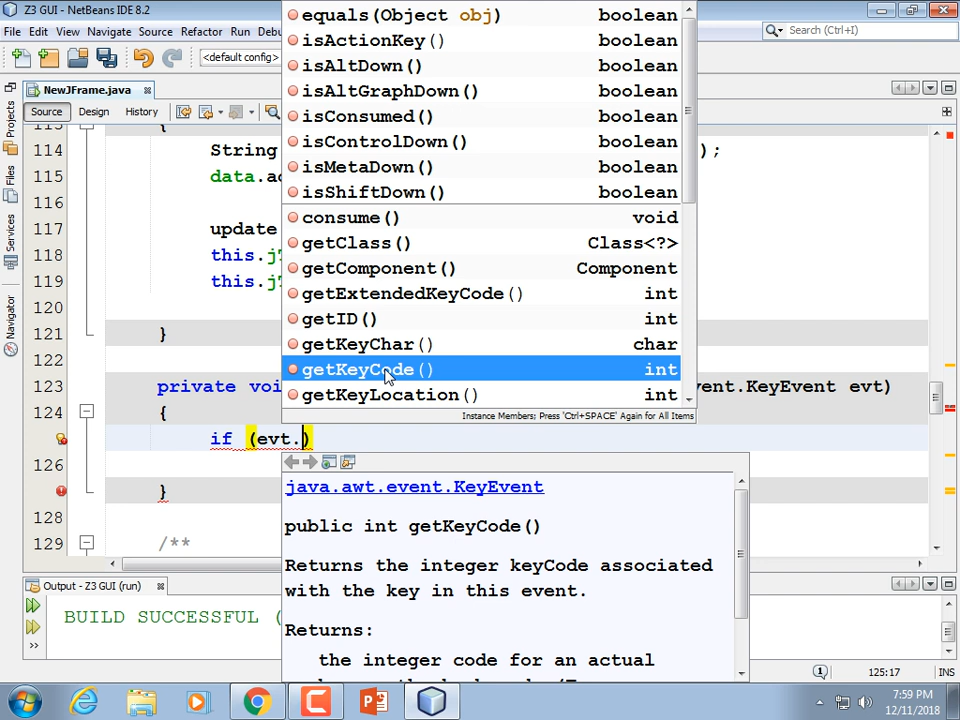 Z3 GUI - NetBeans IDE 8.2
File Edit View Navigate Source Refactor Run Debu
Search (Ctrl+I)
<default config>
NewJFrame.java
Source Design History
Projects
Files
Services
Navigator
equals(Object obj) boolean
isActionKey() boolean
isAltDown() boolean
isAltGraphDown() boolean
isConsumed() boolean
isControlDown() boolean
isMetaDown() boolean
isShiftDown() boolean
consume() void
getClass() Class<?>
getComponent() Component
getExtendedKeyCode() int
getID() int
getKeyChar() char
getKeyCode() int
getKeyLocation() int
Instance Members; Press 'Ctrl+SPACE' Again for All Items
113 {
114 String );
115 data.ac
116
117 update
118 this.jT
119 this.jT
120
121 }
122
123 private voi vent.KeyEvent evt)
{
if (evt.)
126
}
128
129 /**
java.awt.event.KeyEvent
public int getKeyCode()
Returns the integer keyCode associated
with the key in this event.
Returns:
the integer code for an actual
Output - Z3 GUI (run)
BUILD SUCCESSFUL (
125:17 INS
7:59 PM
12/11/2018